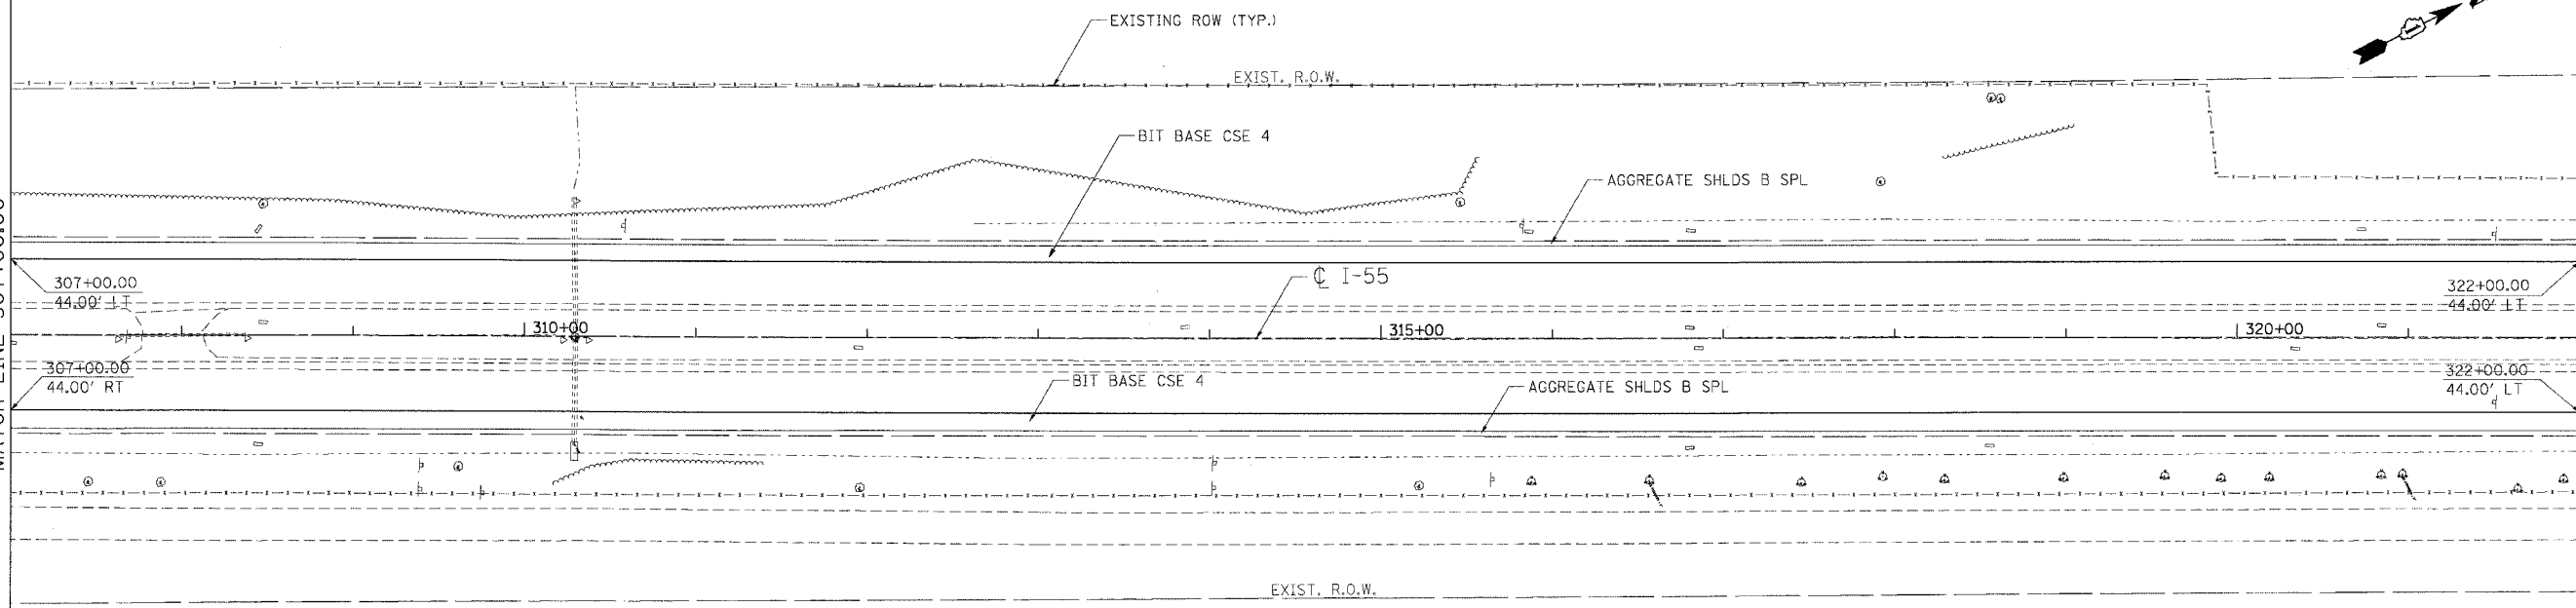 EXISTING ROW (TYP.)
EXIST. R.O.W.
BIT BASE CSE 4
AGGREGATE SHLDS B SPL
℄ I-55
307+00.00
44.00' LT
322+00.00
44.00' LT
310+00
315+00
320+00
307+00.00
44.00' RT
BIT BASE CSE 4
AGGREGATE SHLDS B SPL
322+00.00
44.00' LT
EXIST. R.O.W.